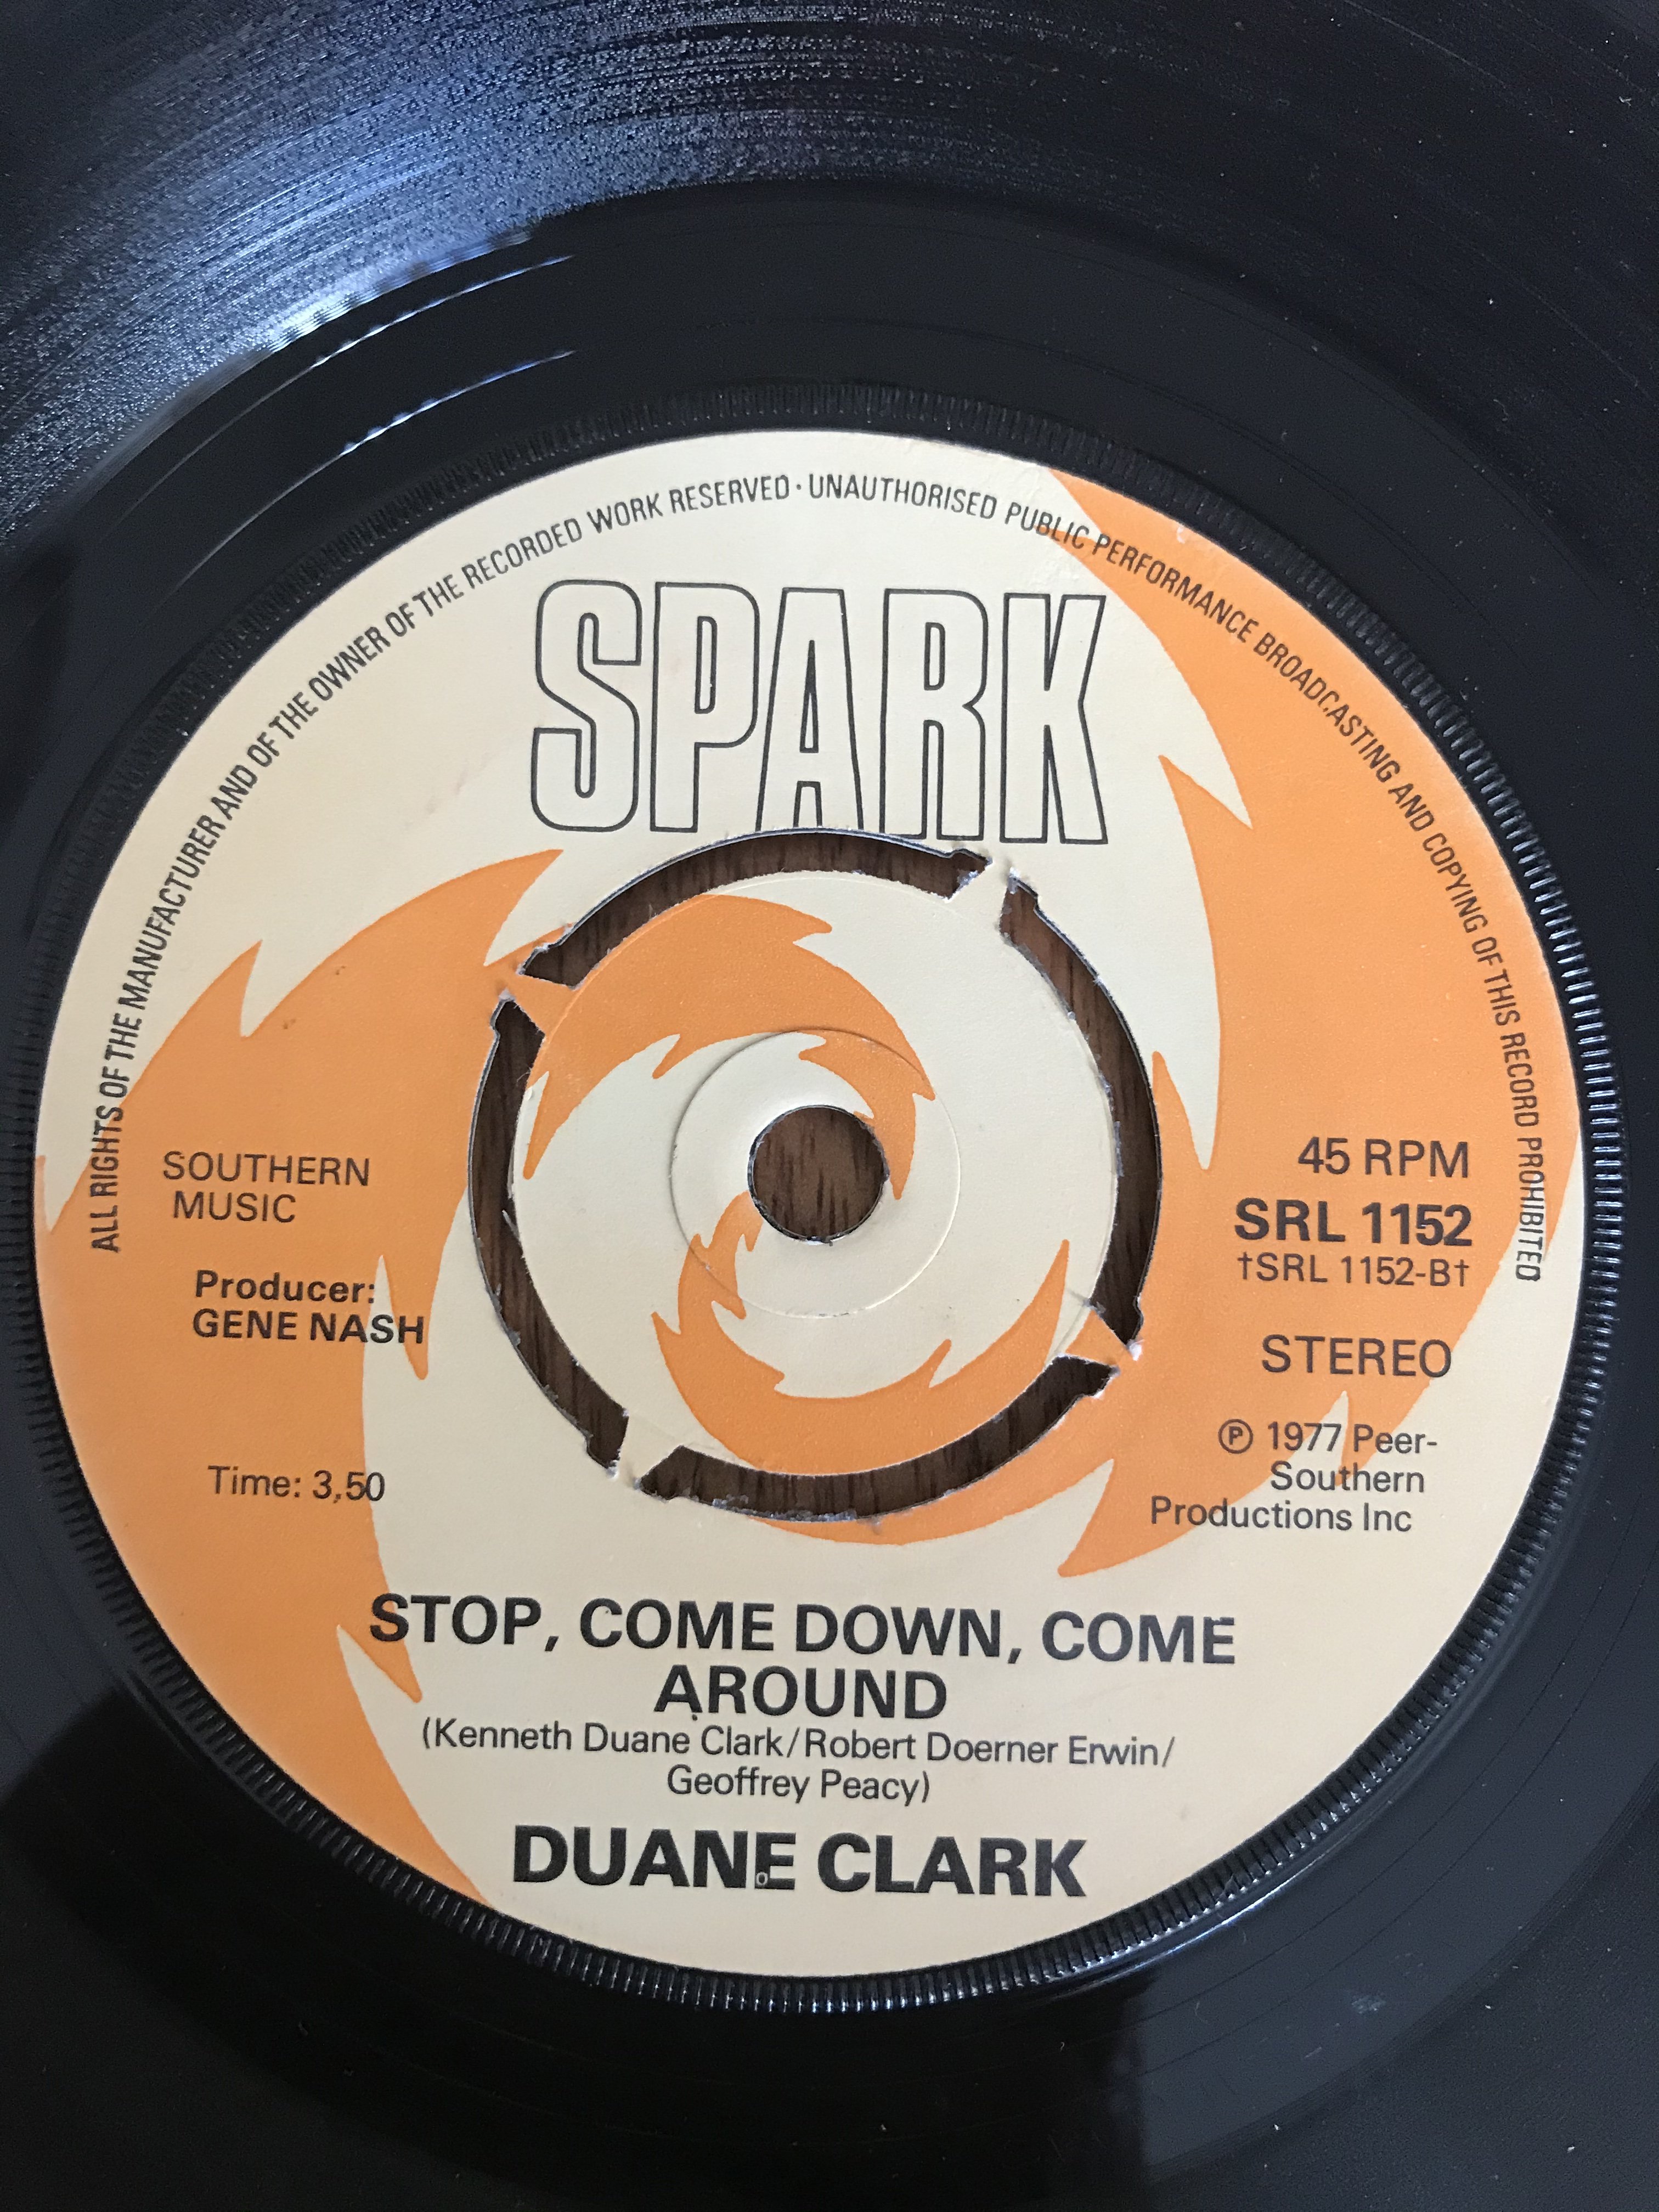 ALL RIGHTS OF THE MANUFACTURER AND OF THE OWNER OF THE RECORDED WORK RESERVED · UNAUTHORISED PUBLIC PERFORMANCE BROADCASTING AND COPYING OF THIS RECORD PROHIBITED
SPARK
SOUTHERN
MUSIC
Producer:
GENE NASH
Time: 3,50
45 RPM
SRL 1152
†SRL 1152-B†
STEREO
℗ 1977 Peer-
Southern
Productions Inc
STOP, COME DOWN, COME
AROUND
(Kenneth Duane Clark/Robert Doerner Erwin/
Geoffrey Peacy)
DUANE CLARK